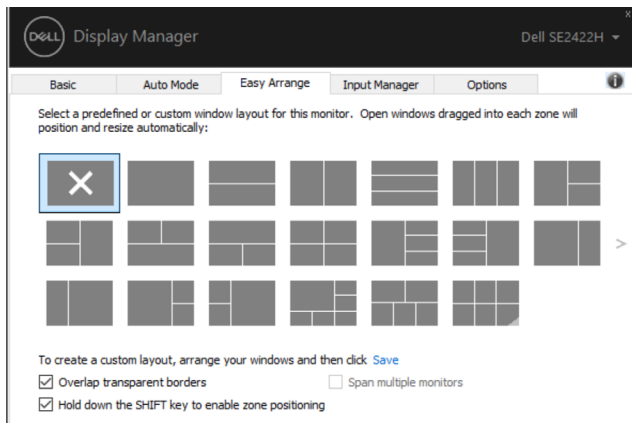 x
DELL Display Manager
Dell SE2422H
Basic
Auto Mode
Easy Arrange
Input Manager
Options
i
Select a predefined or custom window layout for this monitor. Open windows dragged into each zone will
position and resize automatically:
>
To create a custom layout, arrange your windows and then click Save
Overlap transparent borders
Span multiple monitors
Hold down the SHIFT key to enable zone positioning